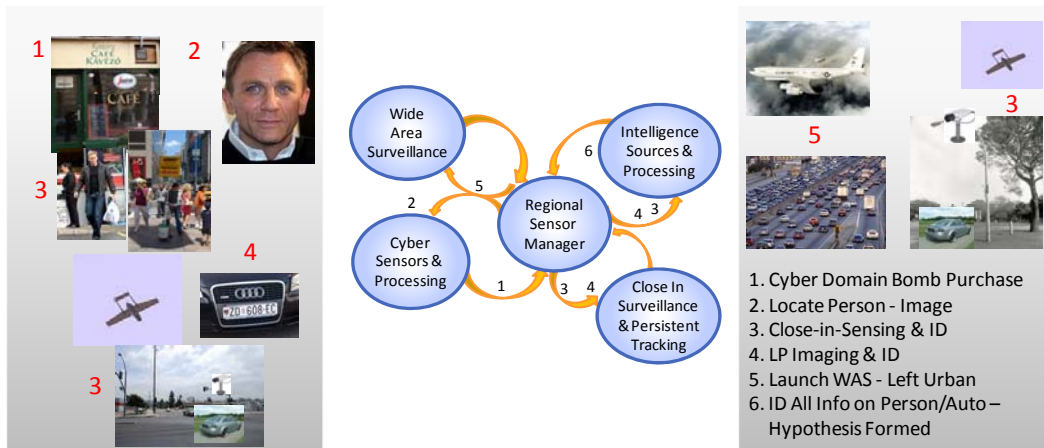 1
2
Könyves
CAFÉ
KÁVÉZÓ
CAFE
3
4
ZO·608-EC
3
Wide
Area
Surveillance
Intelligence
Sources &
Processing
Regional
Sensor
Manager
Cyber
Sensors &
Processing
Close In
Surveillance
& Persistent
Tracking
6
5
2
4
3
1
3
4
5
3
1. Cyber Domain Bomb Purchase
2. Locate Person - Image
3. Close-in-Sensing & ID
4. LP Imaging & ID
5. Launch WAS - Left Urban
6. ID All Info on Person/Auto –
Hypothesis Formed